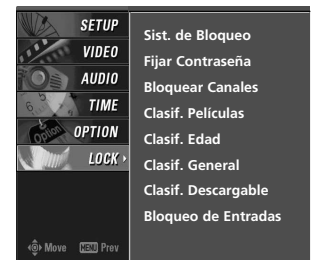 SETUP
VIDEO
AUDIO
TIME
OPTION
LOCK
Move MENU Prev
Sist. de Bloqueo
Fijar Contraseña
Bloquear Canales
Clasif. Películas
Clasif. Edad
Clasif. General
Clasif. Descargable
Bloqueo de Entradas